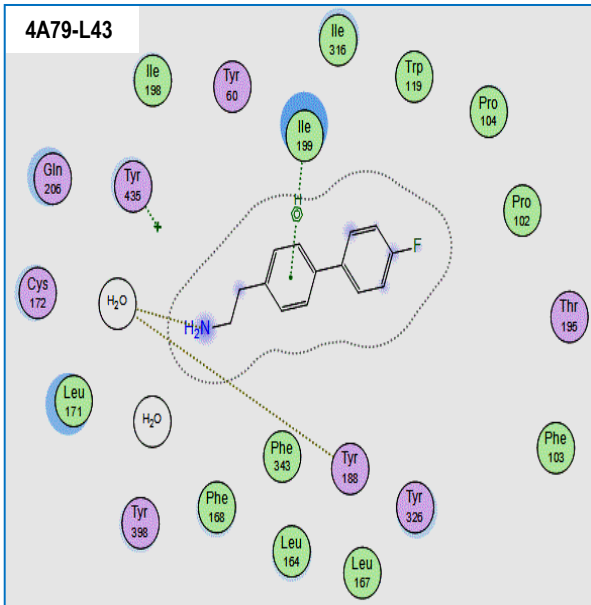 4A79-L43
Ile
316
Ile
198
Tyr
60
Trp
119
Pro
104
Ile
199
Gln
206
Tyr
435
H
Pro
102
F
Cys
172
H₂O
H₂N
Thr
195
Leu
171
H₂O
Phe
343
Tyr
188
Phe
103
Tyr
398
Phe
168
Tyr
326
Leu
164
Leu
167